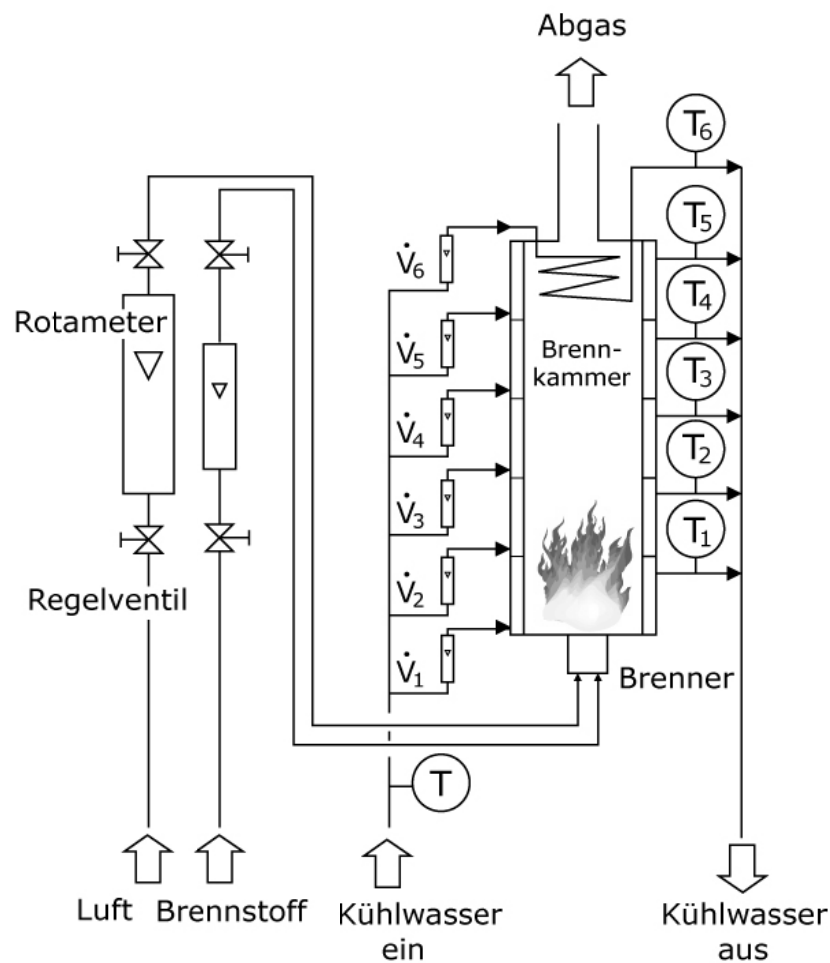 Abgas
T6
T5
V̇6
T4
Rotameter
V̇5
Brenn-
kammer
T3
V̇4
T2
V̇3
T1
Regelventil
V̇2
V̇1
Brenner
T
Luft
Brennstoff
Kühlwasser
ein
Kühlwasser
aus